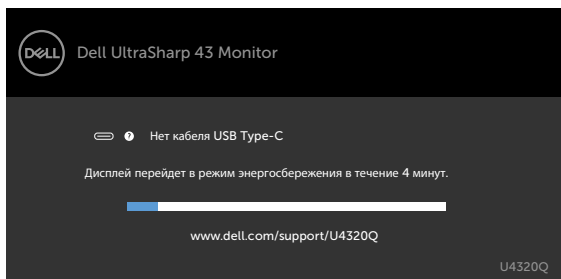 DELL
Dell UltraSharp 43 Monitor
? Нет кабеля USB Type-C
Дисплей перейдет в режим энергосбережения в течение 4 минут.
www.dell.com/support/U4320Q
U4320Q